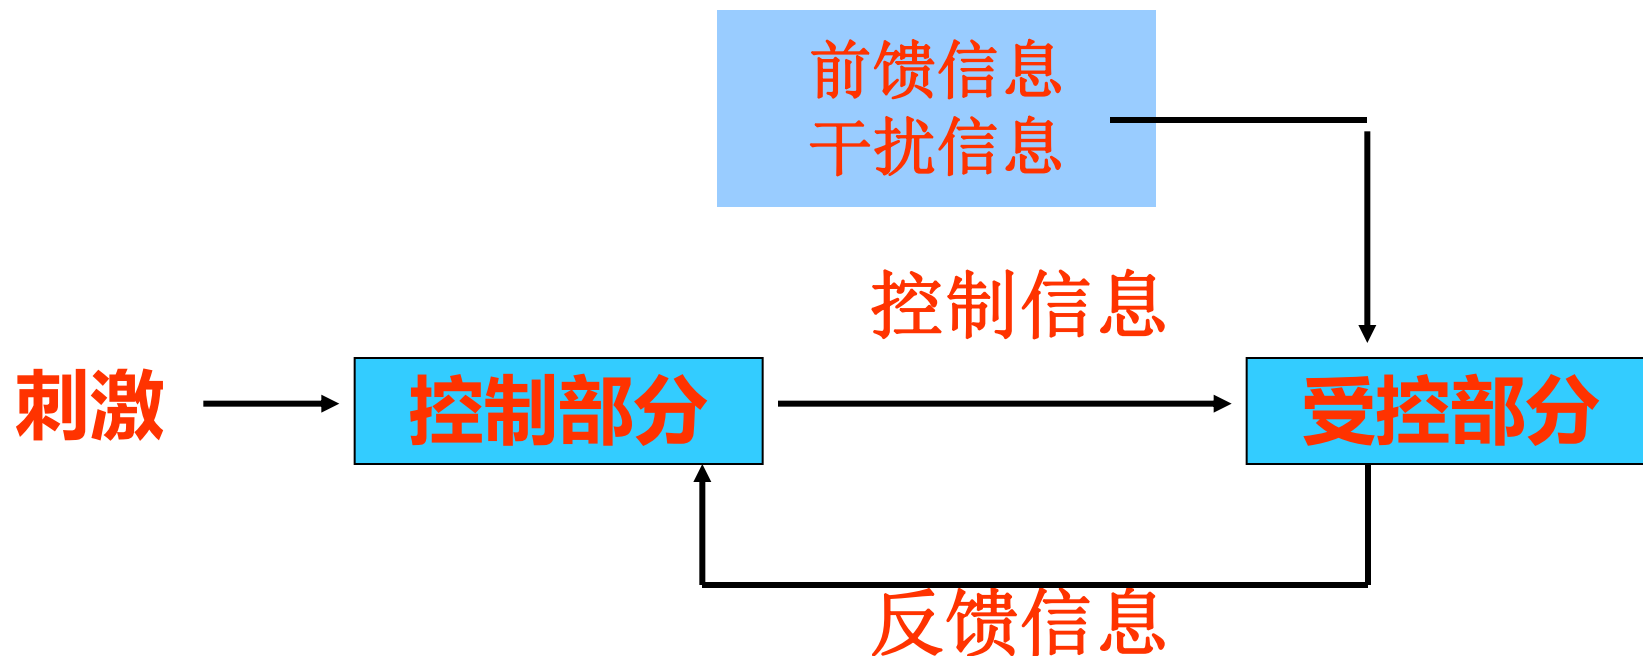 前馈信息
干扰信息
控制信息
刺激
控制部分
受控部分
反馈信息